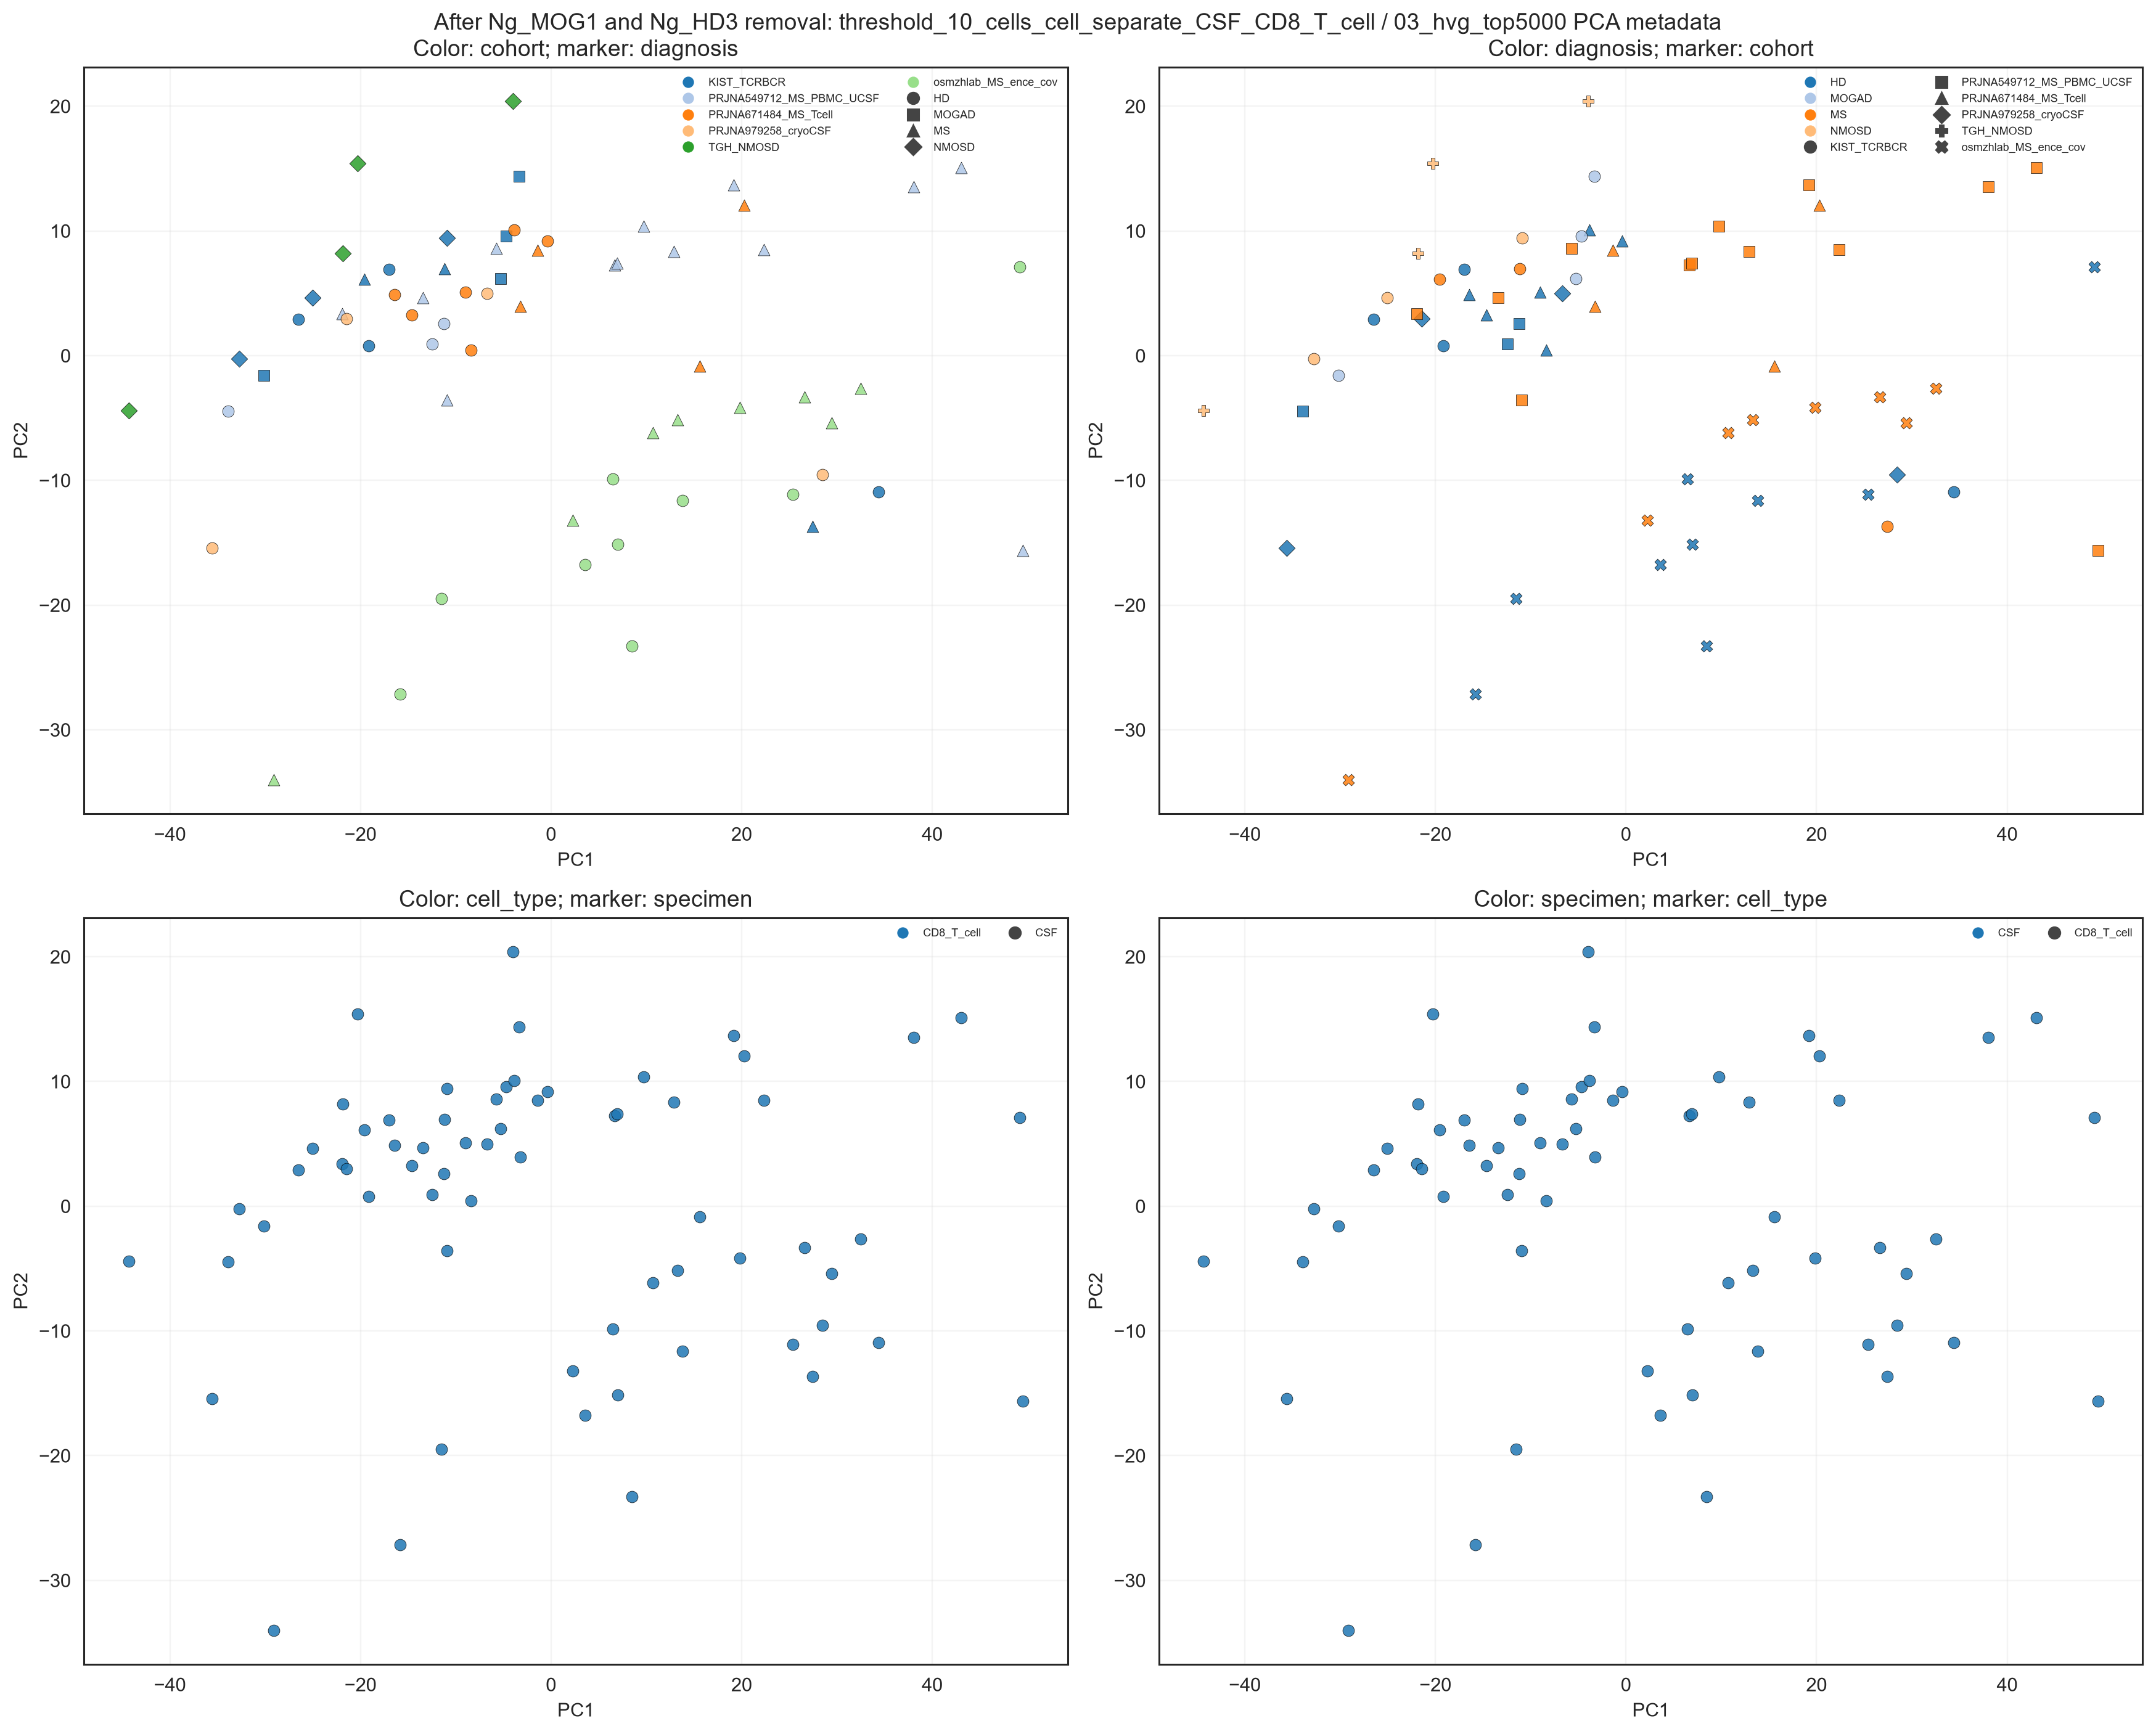 After Ng_MOG1 and Ng_HD3 removal: threshold_10_cells_cell_separate_CSF_CD8_T_cell / 03_hvg_top5000 PCA metadata
Color: cohort; marker: diagnosis
KIST_TCRBCR
PRJNA549712_MS_PBMC_UCSF
PRJNA671484_MS_Tcell
PRJNA979258_cryoCSF
TGH_NMOSD
osmzhlab_MS_ence_cov
HD
MOGAD
MS
NMOSD
20
10
0
−10
−20
−30
PC2
−40
−20
0
20
40
PC1
Color: diagnosis; marker: cohort
HD
MOGAD
MS
NMOSD
KIST_TCRBCR
PRJNA549712_MS_PBMC_UCSF
PRJNA671484_MS_Tcell
PRJNA979258_cryoCSF
TGH_NMOSD
osmzhlab_MS_ence_cov
20
10
0
−10
−20
−30
PC2
−40
−20
0
20
40
PC1
Color: cell_type; marker: specimen
CD8_T_cell
CSF
20
10
0
−10
−20
−30
PC2
−40
−20
0
20
40
PC1
Color: specimen; marker: cell_type
CSF
CD8_T_cell
20
10
0
−10
−20
−30
PC2
−40
−20
0
20
40
PC1